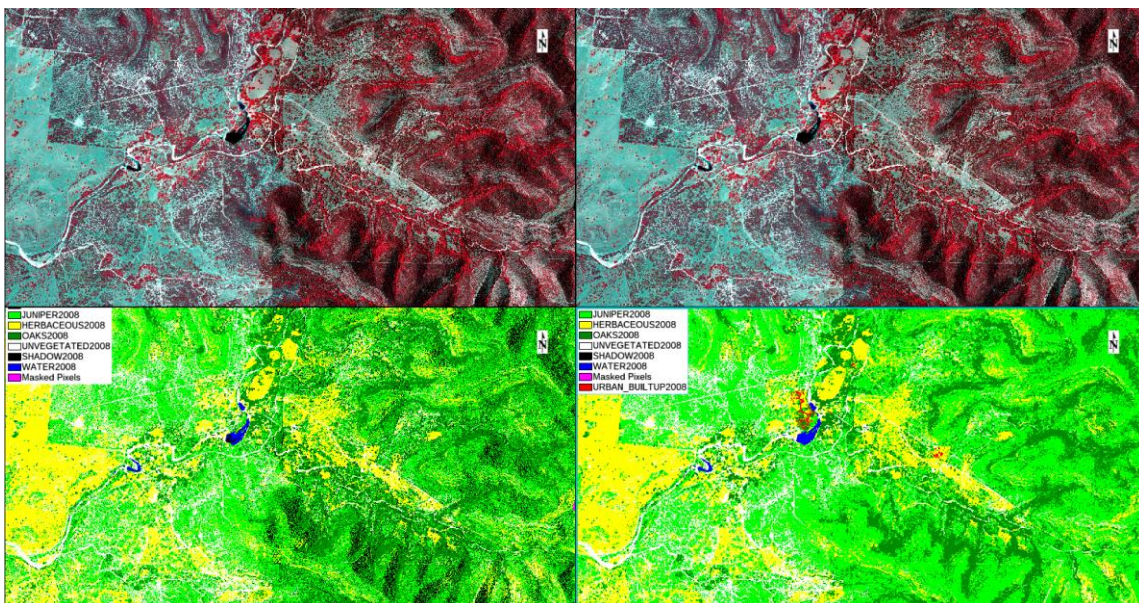 N
N
JUNIPER2008
HERBACEOUS2008
OAKS2008
UNVEGETATED2008
SHADOW2008
WATER2008
Masked Pixels
N
JUNIPER2008
HERBACEOUS2008
OAKS2008
UNVEGETATED2008
SHADOW2008
WATER2008
Masked Pixels
URBAN_BUILTUP2008
N